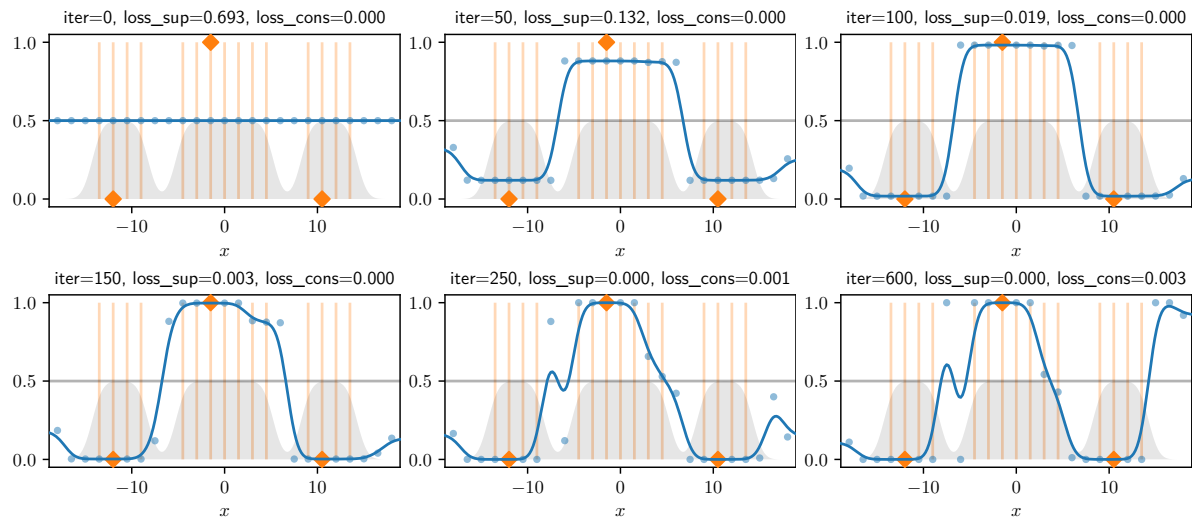 iter=0, loss_sup=0.693, loss_cons=0.000
iter=50, loss_sup=0.132, loss_cons=0.000
iter=100, loss_sup=0.019, loss_cons=0.000
1.0
0.5
0.0
−10 0 10
x
1.0
0.5
0.0
−10 0 10
x
1.0
0.5
0.0
−10 0 10
x
iter=150, loss_sup=0.003, loss_cons=0.000
iter=250, loss_sup=0.000, loss_cons=0.001
iter=600, loss_sup=0.000, loss_cons=0.003
1.0
0.5
0.0
−10 0 10
x
1.0
0.5
0.0
−10 0 10
x
1.0
0.5
0.0
−10 0 10
x